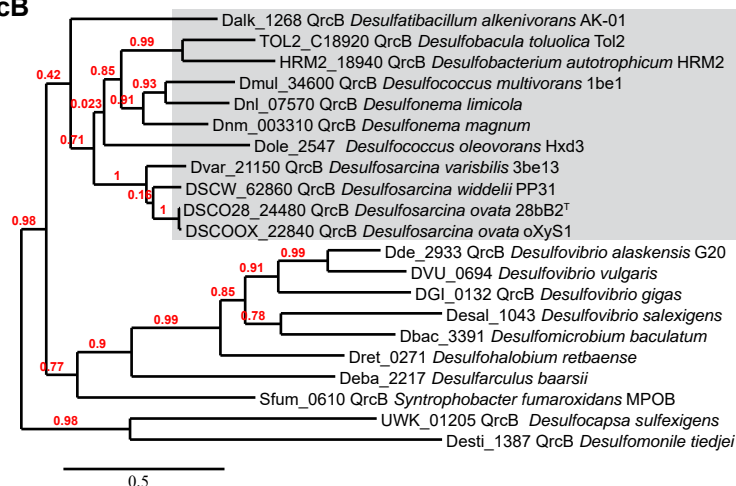 cB
Dalk_1268 QrcB Desulfatibacillum alkenivorans AK-01
0.99
TOL2_C18920 QrcB Desulfobacula toluolica Tol2
HRM2_18940 QrcB Desulfobacterium autotrophicum HRM2
0.42
0.85
0.93
Dmul_34600 QrcB Desulfococcus multivorans 1be1
0.023
0.91
Dnl_07570 QrcB Desulfonema limicola
Dnm_003310 QrcB Desulfonema magnum
0.71
Dole_2547 Desulfococcus oleovorans Hxd3
Dvar_21150 QrcB Desulfosarcina varisbilis 3be13
1
0.16
DSCW_62860 QrcB Desulfosarcina widdelii PP31
1
DSCO28_24480 QrcB Desulfosarcina ovata 28bB2ᵀ
0.98
DSCOOX_22840 QrcB Desulfosarcina ovata oXyS1
0.99
Dde_2933 QrcB Desulfovibrio alaskensis G20
0.91
DVU_0694 Desulfovibrio vulgaris
0.85
DGI_0132 QrcB Desulfovibrio gigas
0.78
Desal_1043 Desulfovibrio salexigens
0.99
Dbac_3391 Desulfomicrobium baculatum
0.9
Dret_0271 Desulfohalobium retbaense
0.77
Deba_2217 Desulfarculus baarsii
Sfum_0610 QrcB Syntrophobacter fumaroxidans MPOB
0.98
UWK_01205 QrcB Desulfocapsa sulfexigens
Desti_1387 QrcB Desulfomonile tiedjei
0.5